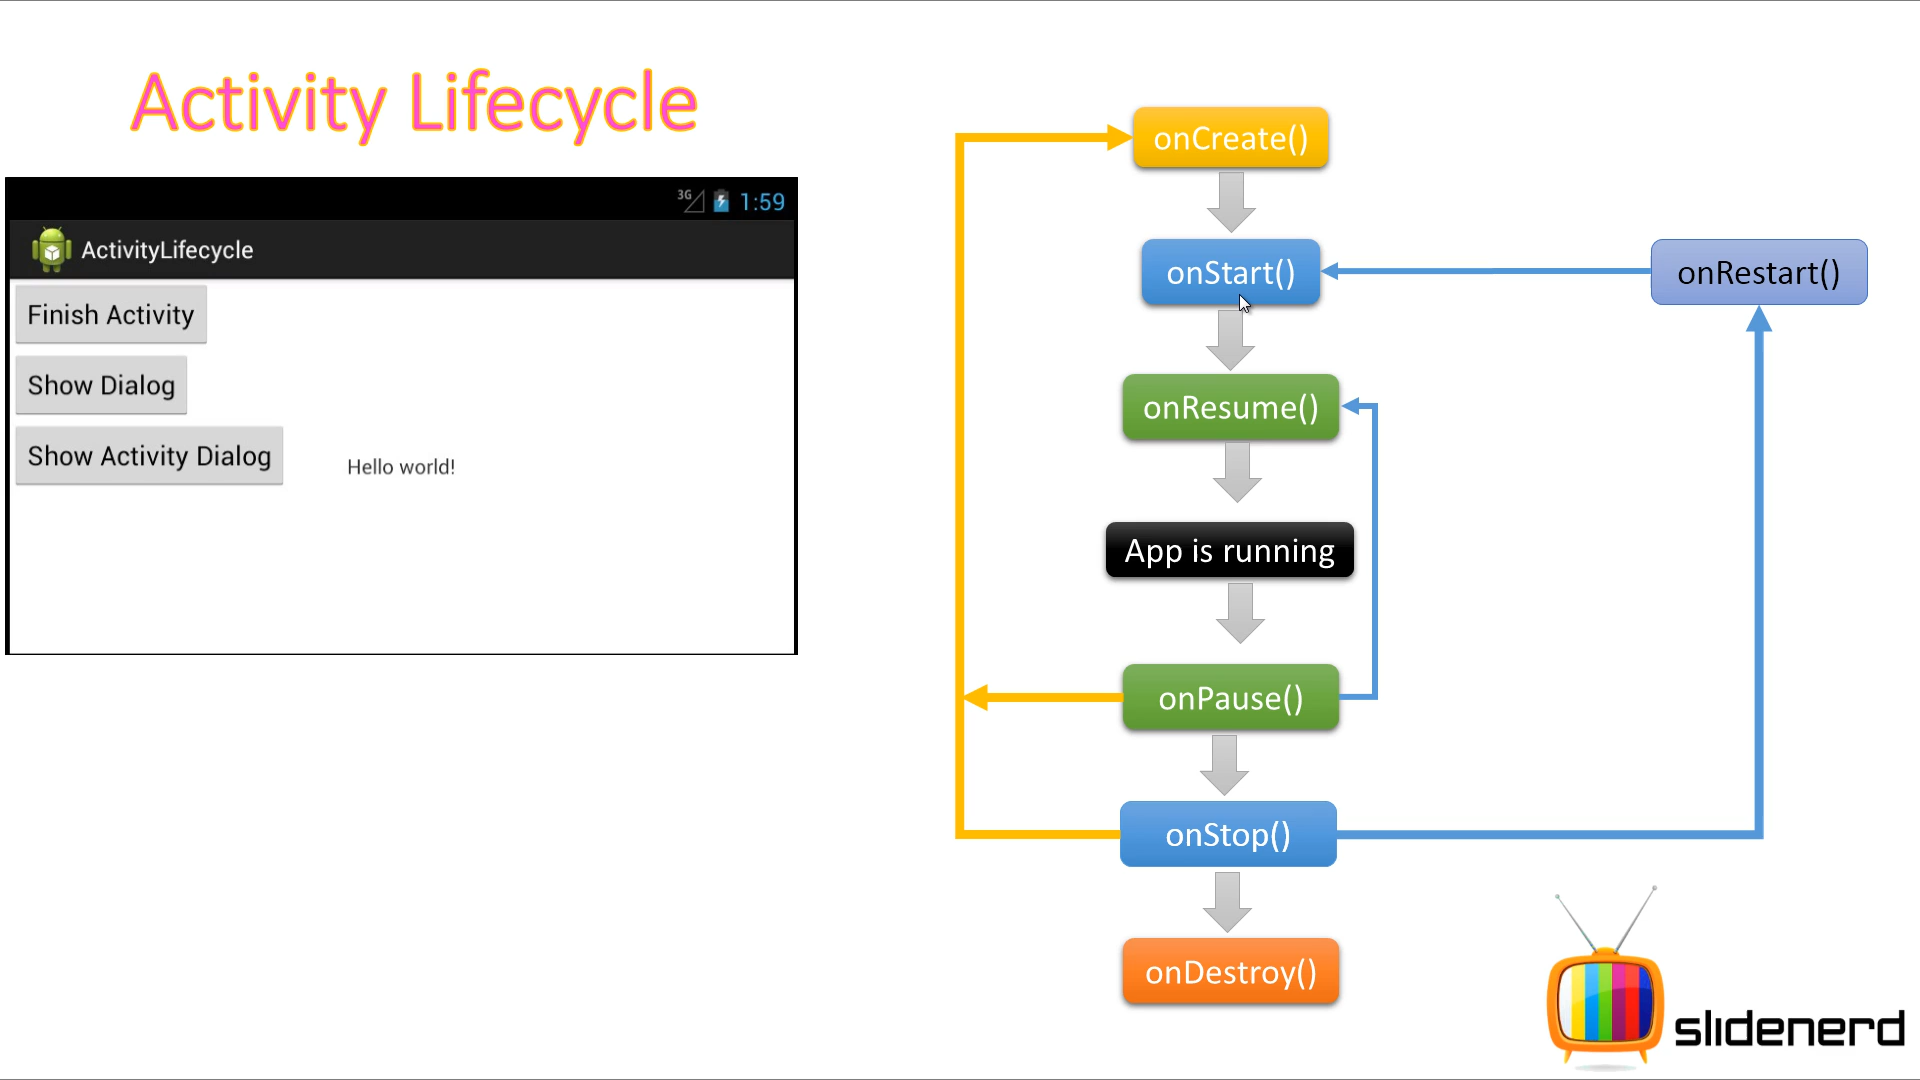 Activity Lifecycle
3G 1:59
ActivityLifecycle
Finish Activity
Show Dialog
Show Activity Dialog
Hello world!
onCreate()
onStart()
onRestart()
onResume()
App is running
onPause()
onStop()
onDestroy()
slidenerd